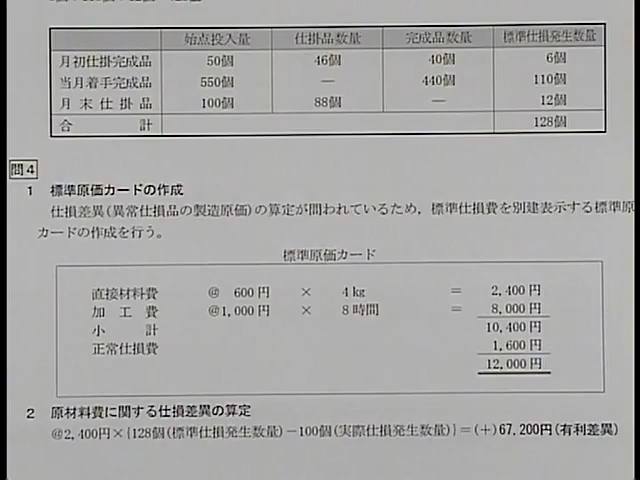 始点投入量 仕掛品数量 完成品数量 標準仕損発生数量
月初仕掛完成品 50個 46個 40個 6個
当月着手完成品 550個 — 440個 110個
月末仕掛品 100個 88個 — 12個
合計 128個
問4
1 標準原価カードの作成
仕損差異(異常仕損品の製造原価)の算定が問われているため，標準仕損費を別建表示する標準原
カードの作成を行う。
標準原価カード
直接材料費 @ 600円 × 4kg = 2,400円
加工費 @1,000円 × 8時間 = 8,000円
小計 10,400円
正常仕損費 1,600円
12,000円
2 原材料費に関する仕損差異の算定
@2,400円×{128個(標準仕損発生数量)－100個(実際仕損発生数量)}＝(＋)67,200円(有利差異)